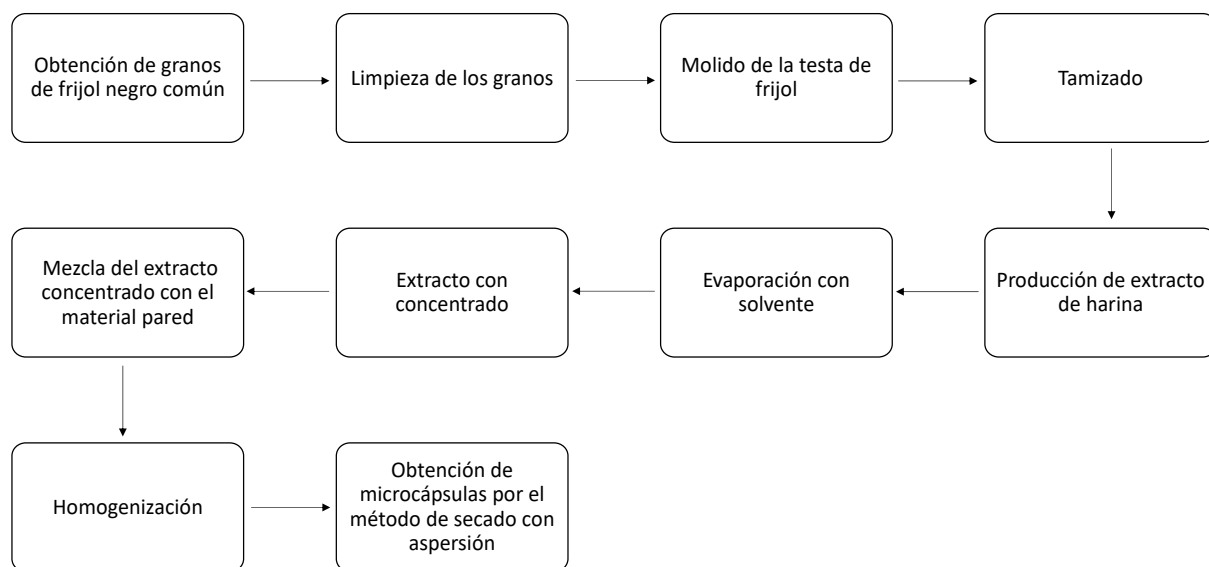 Obtención de granos
de frijol negro común
Limpieza de los granos
Molido de la testa de
frijol
Tamizado
Producción de extracto
de harina
Evaporación con
solvente
Extracto con
concentrado
Mezcla del extracto
concentrado con el
material pared
Homogenización
Obtención de
microcápsulas por el
método de secado con
aspersión